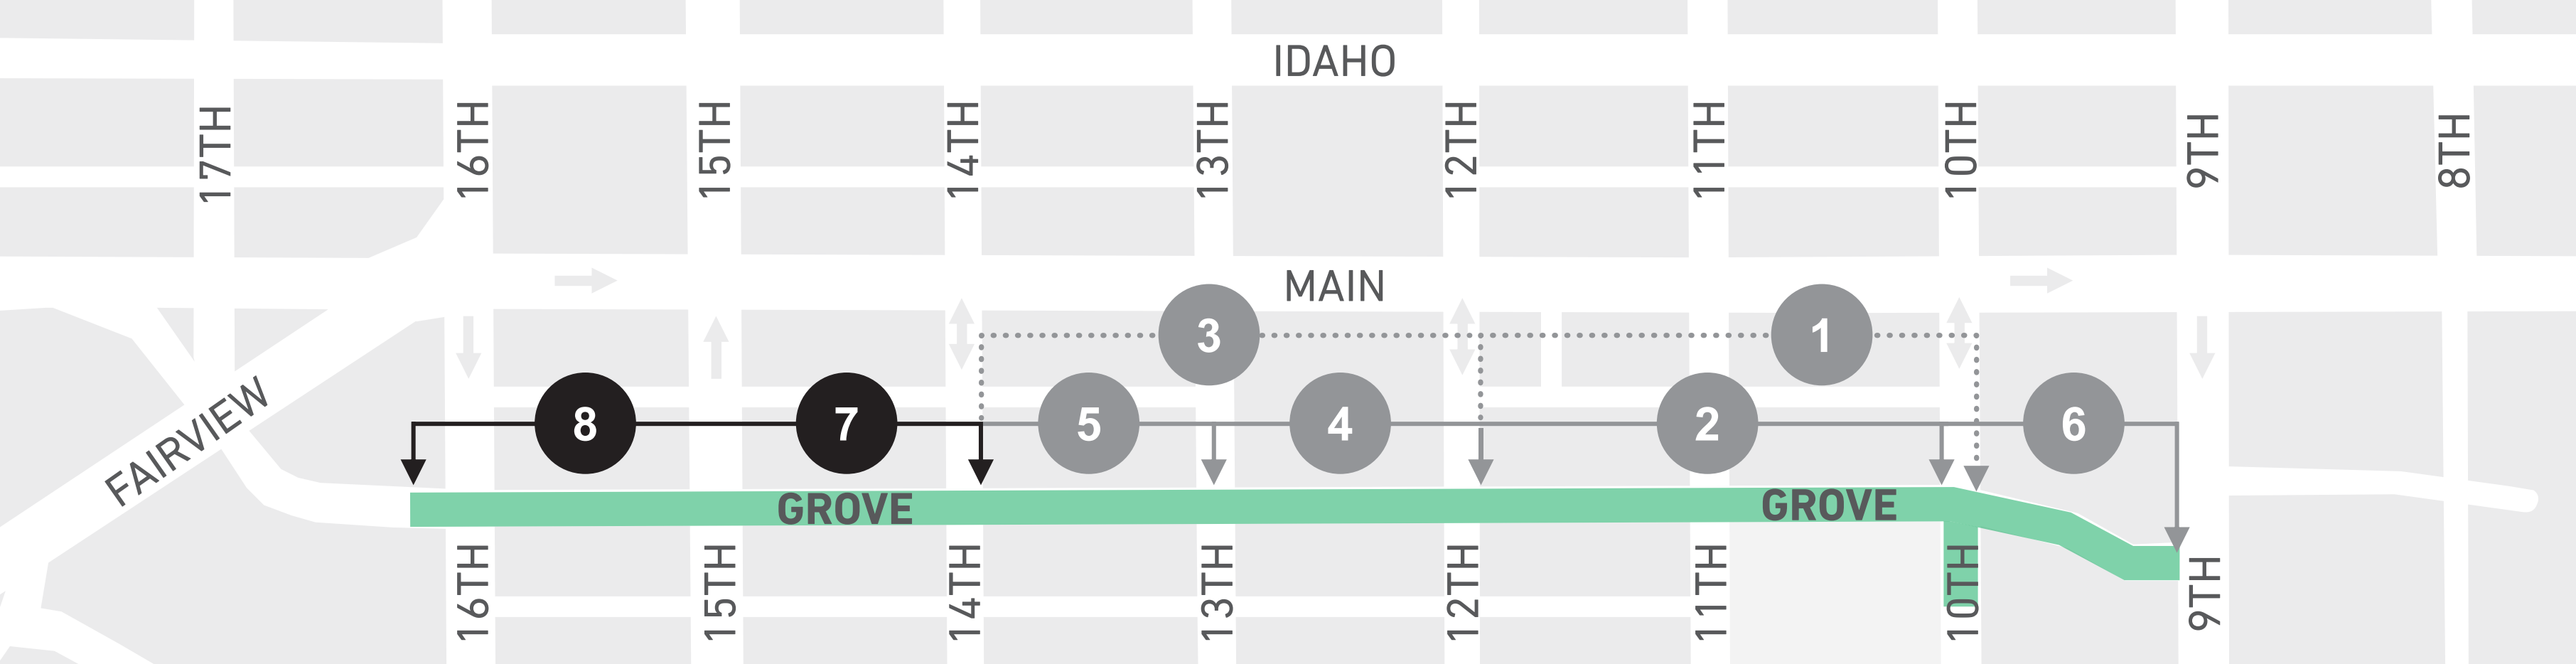 IDAHO
17TH
16TH
15TH
14TH
13TH
12TH
11TH
10TH
9TH
8TH
MAIN
3
1
FAIRVIEW
8
7
5
4
2
6
GROVE
GROVE
16TH
15TH
14TH
13TH
12TH
11TH
10TH
9TH